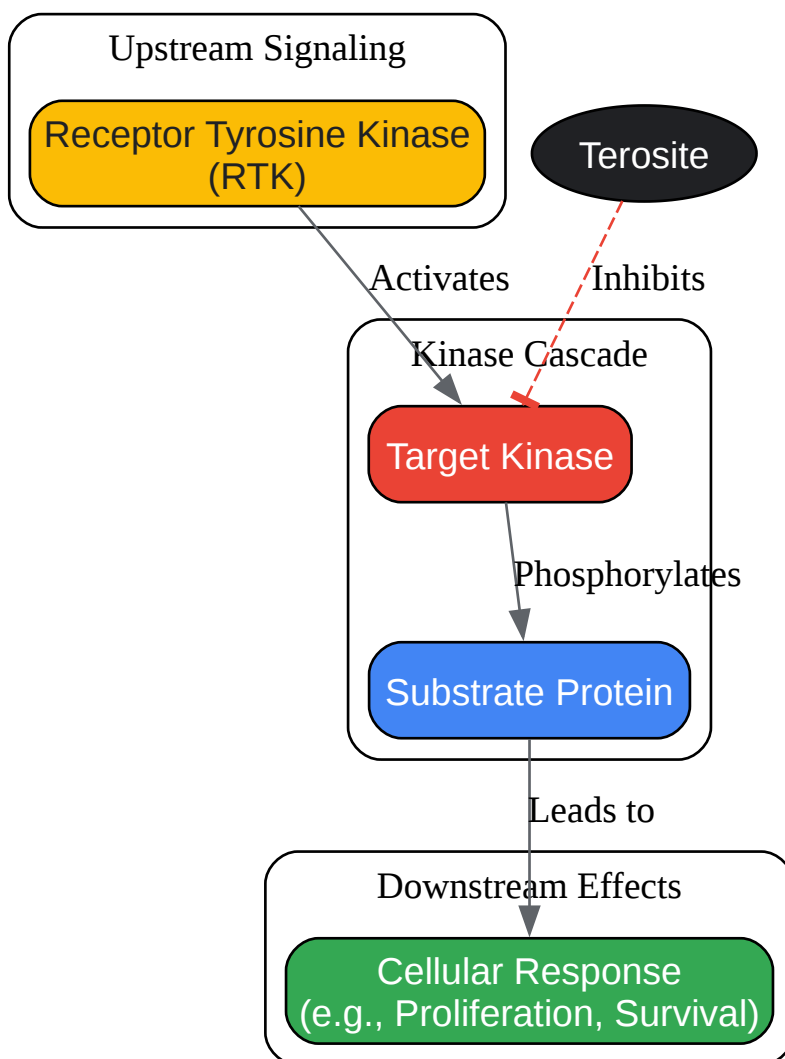 Upstream Signaling
Receptor Tyrosine Kinase
(RTK)
Terosite
Activates
Inhibits
Kinase Cascade
Target Kinase
Phosphorylates
Substrate Protein
Leads to
Downstream Effects
Cellular Response
(e.g., Proliferation, Survival)